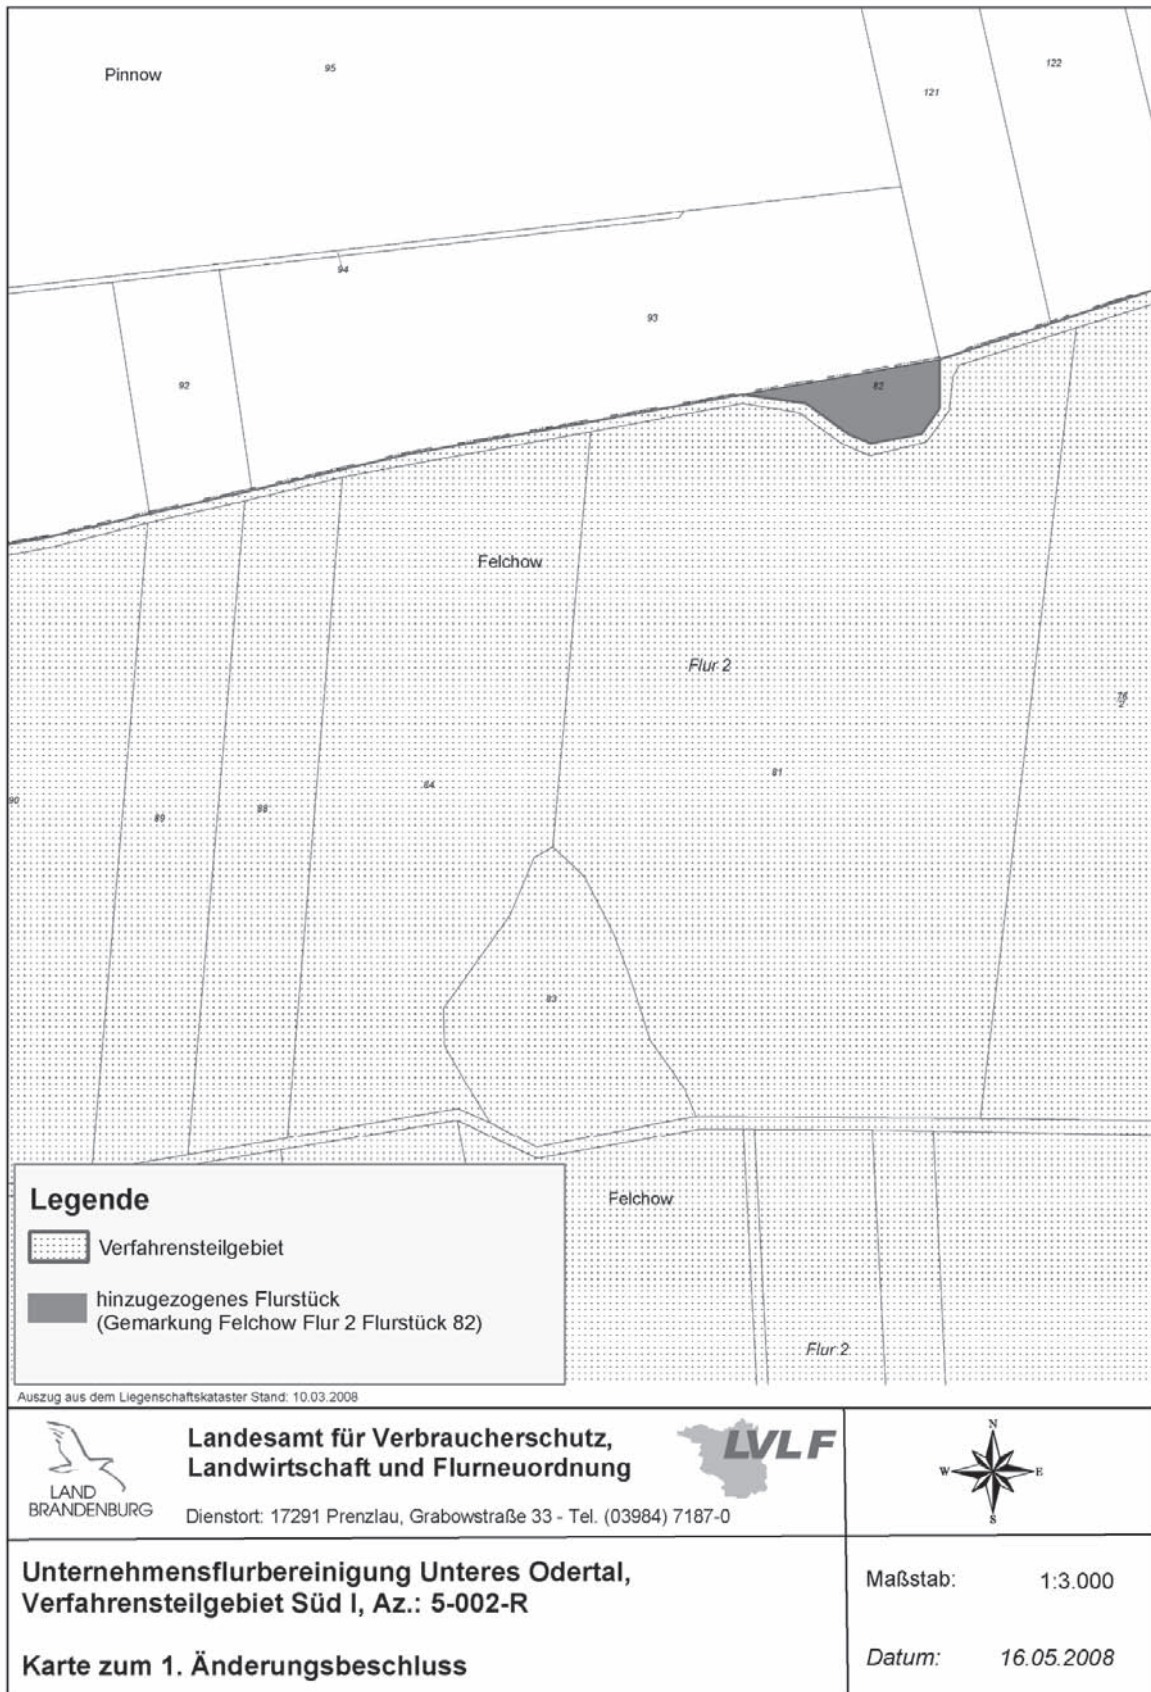 Pinnow
95
121
122
94
93
92
82
Felchow
Flur 2
76
2
81
84
90
88
89
83
Legende
Verfahrensteilgebiet
hinzugezogenes Flurstück
(Gemarkung Felchow Flur 2 Flurstück 82)
Felchow
Flur 2
Auszug aus dem Liegenschaftskataster Stand: 10.03.2008
LAND
BRANDENBURG
Landesamt für Verbraucherschutz,
Landwirtschaft und Flurneuordnung
Dienstort: 17291 Prenzlau, Grabowstraße 33 - Tel. (03984) 7187-0
LVLF
N
W
E
S
Unternehmensflurbereinigung Unteres Odertal,
Verfahrensteilgebiet Süd I, Az.: 5-002-R
Karte zum 1. Änderungsbeschluss
Maßstab: 1:3.000
Datum: 16.05.2008